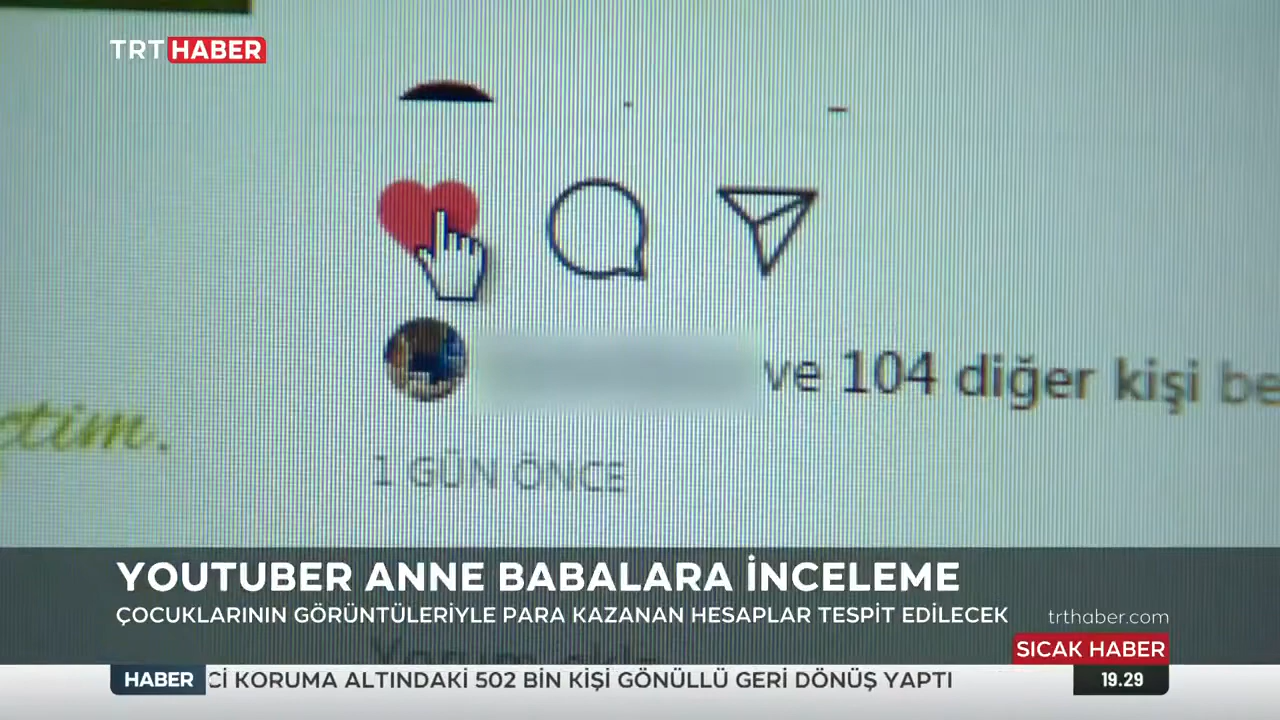 TRT HABER
ve 104 diğer kişi be
etim.
1 GÜN ÖNCE
YOUTUBER ANNE BABALARA İNCELEME
ÇOCUKLARININ GÖRÜNTÜLERİYLE PARA KAZANAN HESAPLAR TESPİT EDİLECEK
trthaber.com
SICAK HABER
HABER
Cİ KORUMA ALTINDAKİ 502 BİN KİŞİ GÖNÜLLÜ GERİ DÖNÜŞ YAPTI
19.29